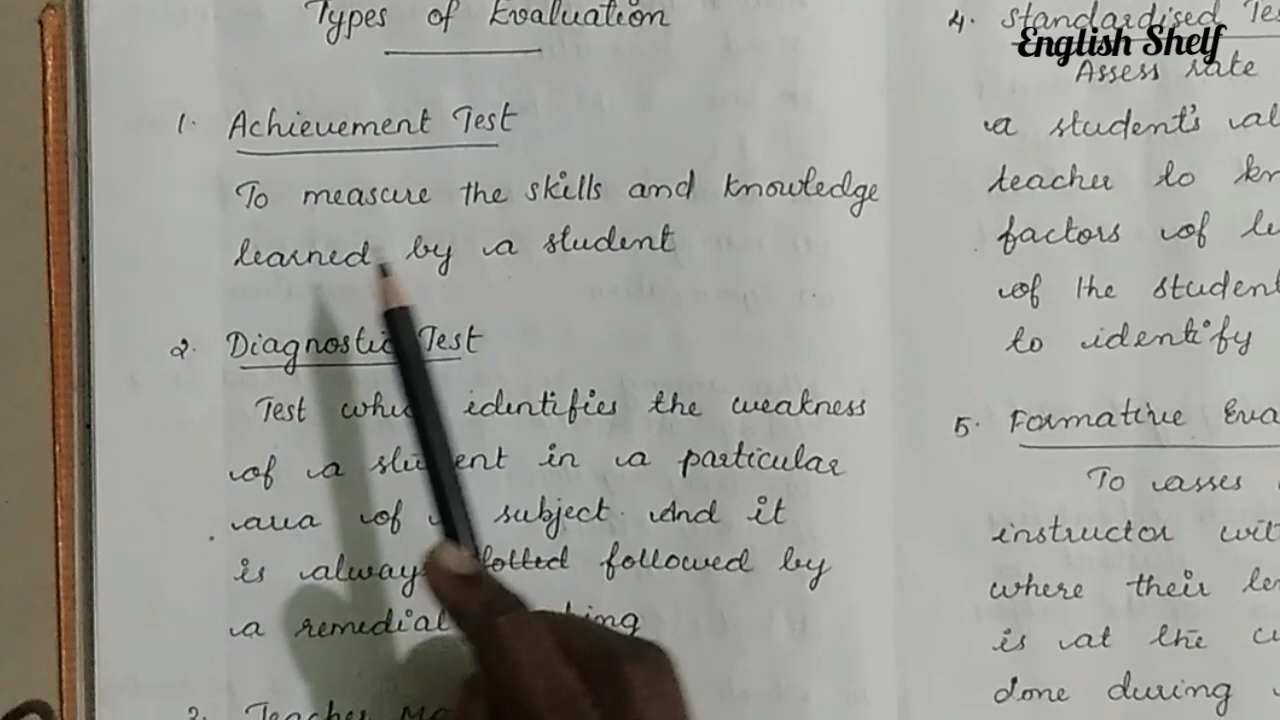 Types of Evaluation
1. Achievement Test
To measure the skills and knowledge
learned by a student
2. Diagnostic Test
Test identifies the weakness
of a student in a particular
area of subject. And it
is always followed by
a remedial
3. Teacher
4. Standardised
English Shelf
Assess rate
a student's
teacher to
factors of
of the student
to identify
5. Formative
To asses
instructor
where their
is at the
done during